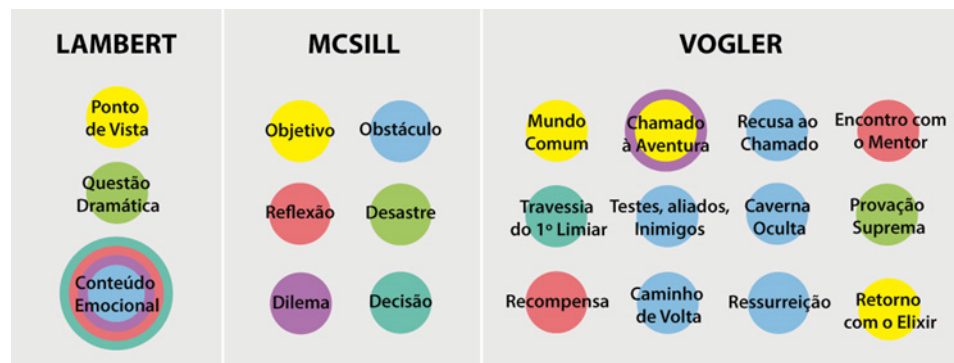 LAMBERT
Ponto
de Vista
Questão
Dramática
Conteúdo
Emocional
MCSILL
Objetivo
Obstáculo
Reflexão
Desastre
Dilema
Decisão
VOGLER
Mundo
Comum
Chamado
à Aventura
Recusa ao
Chamado
Encontro com
o Mentor
Travessia
do 1º Limiar
Testes, aliados,
Inimigos
Caverna
Oculta
Provação
Suprema
Recompensa
Caminho
de Volta
Ressurreição
Retorno
com o Elixir